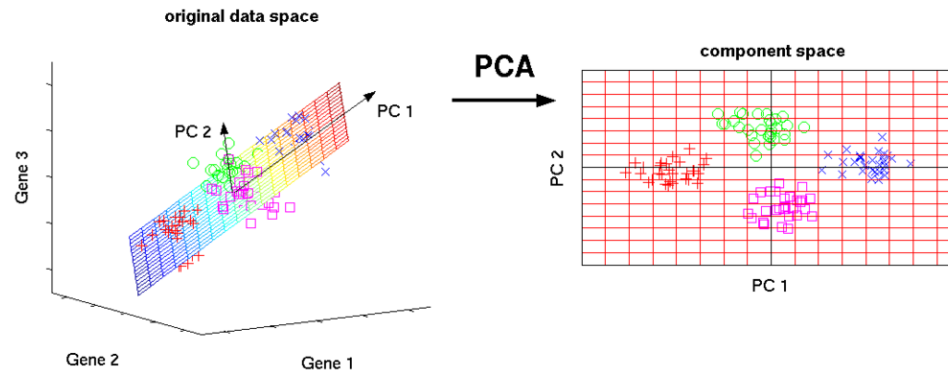 original data space
PCA
component space
PC 1
PC 2
Gene 3
PC 2
Gene 2
Gene 1
PC 1